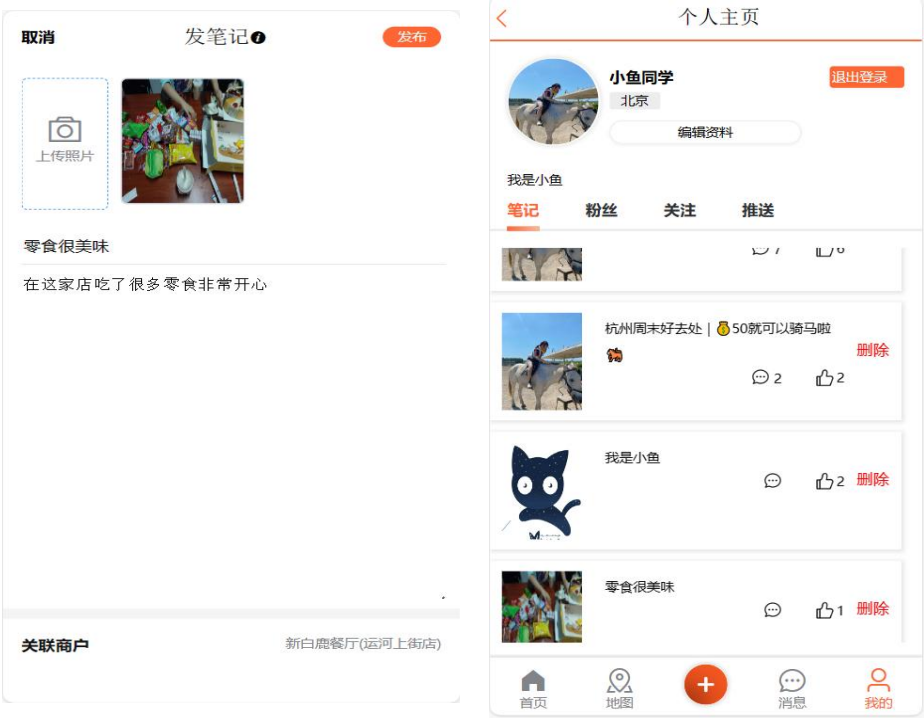 取消
发笔记
发布
上传照片
零食很美味
在这家店吃了很多零食非常开心
关联商户
新白鹿餐厅(运河上街店)
个人主页
小鱼同学
退出登录
北京
编辑资料
我是小鱼
笔记 粉丝 关注 推送
7 6
杭州周末好去处 | 💰50就可以骑马啦
🐎
删除
2 2
我是小鱼
2 删除
零食很美味
1 删除
首页 地图 + 消息 我的